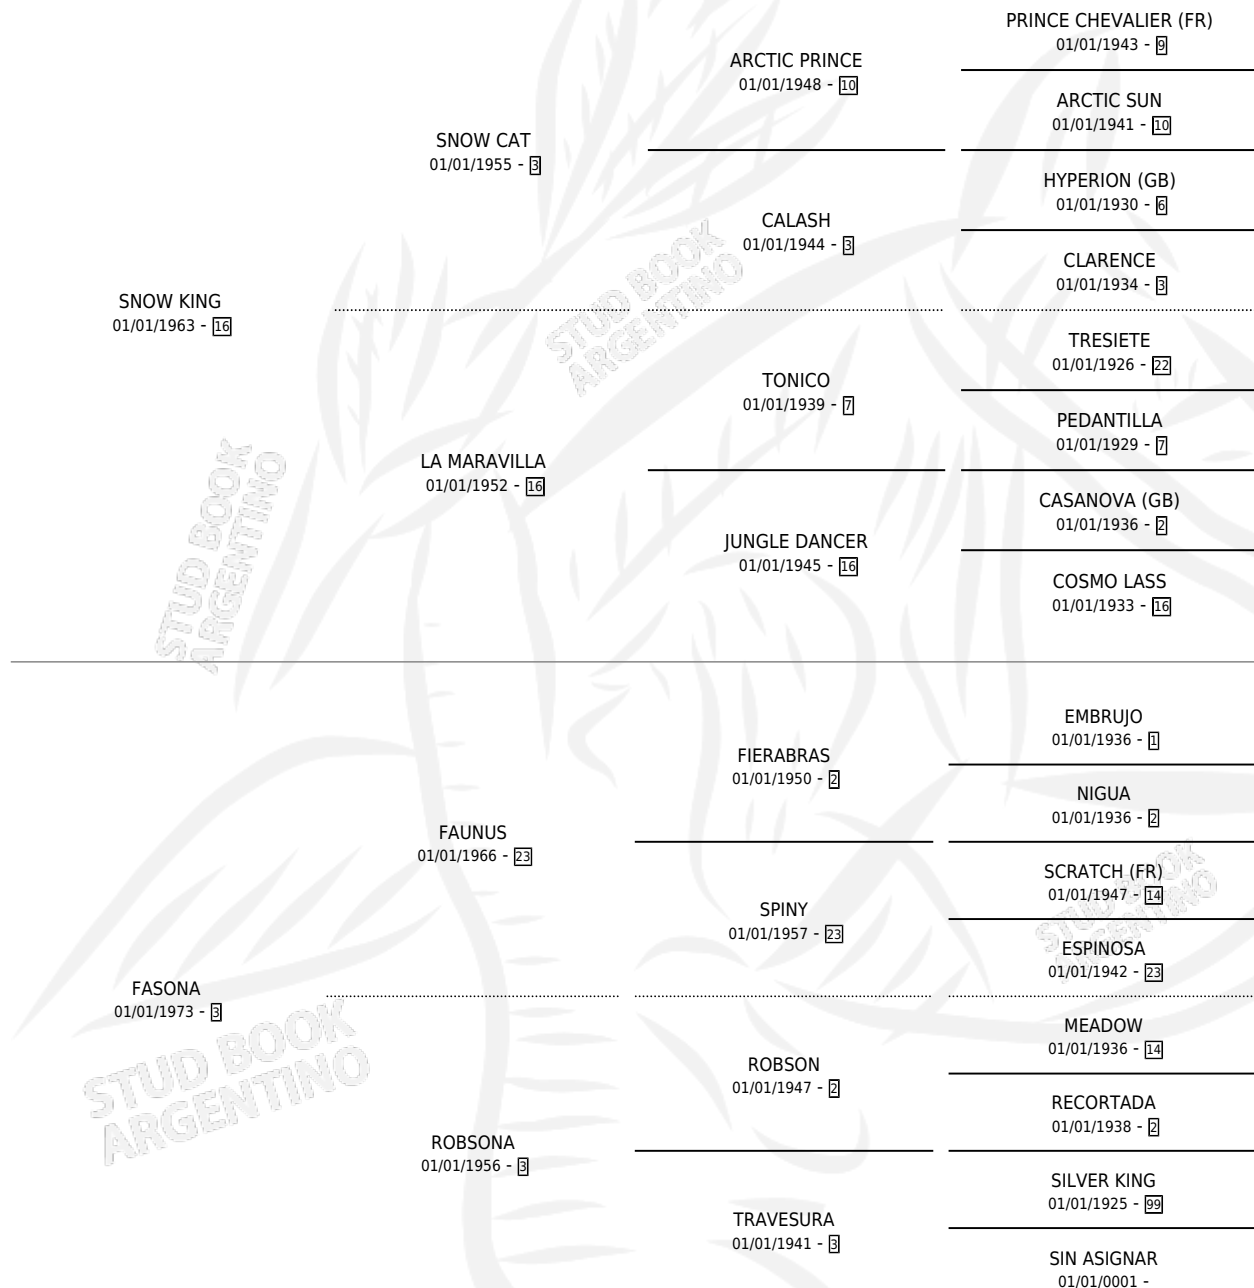 PRINCE CHEVALIER (FR)
01/01/1943 - 9
ARCTIC PRINCE
01/01/1948 - 10
ARCTIC SUN
01/01/1941 - 10
SNOW CAT
01/01/1955 - 3
HYPERION (GB)
01/01/1930 - 6
CALASH
01/01/1944 - 3
CLARENCE
01/01/1934 - 3
SNOW KING
01/01/1963 - 16
TRESIETE
01/01/1926 - 22
TONICO
01/01/1939 - 7
PEDANTILLA
01/01/1929 - 7
LA MARAVILLA
01/01/1952 - 16
CASANOVA (GB)
01/01/1936 - 2
JUNGLE DANCER
01/01/1945 - 16
COSMO LASS
01/01/1933 - 16
EMBRUJO
01/01/1936 - 1
FIERABRAS
01/01/1950 - 2
NIGUA
01/01/1936 - 2
FAUNUS
01/01/1966 - 23
SCRATCH (FR)
01/01/1947 - 14
SPINY
01/01/1957 - 23
ESPINOSA
01/01/1942 - 23
FASONA
01/01/1973 - 3
MEADOW
01/01/1936 - 14
ROBSON
01/01/1947 - 2
RECORTADA
01/01/1938 - 2
ROBSONA
01/01/1956 - 3
SILVER KING
01/01/1925 - 99
TRAVESURA
01/01/1941 - 3
SIN ASIGNAR
01/01/0001 -
STUD BOOK
ARGENTINO
STUD BOOK
ARGENTINO
STUD BOOK
ARGENTINO
STUD BOOK
ARGENTINO